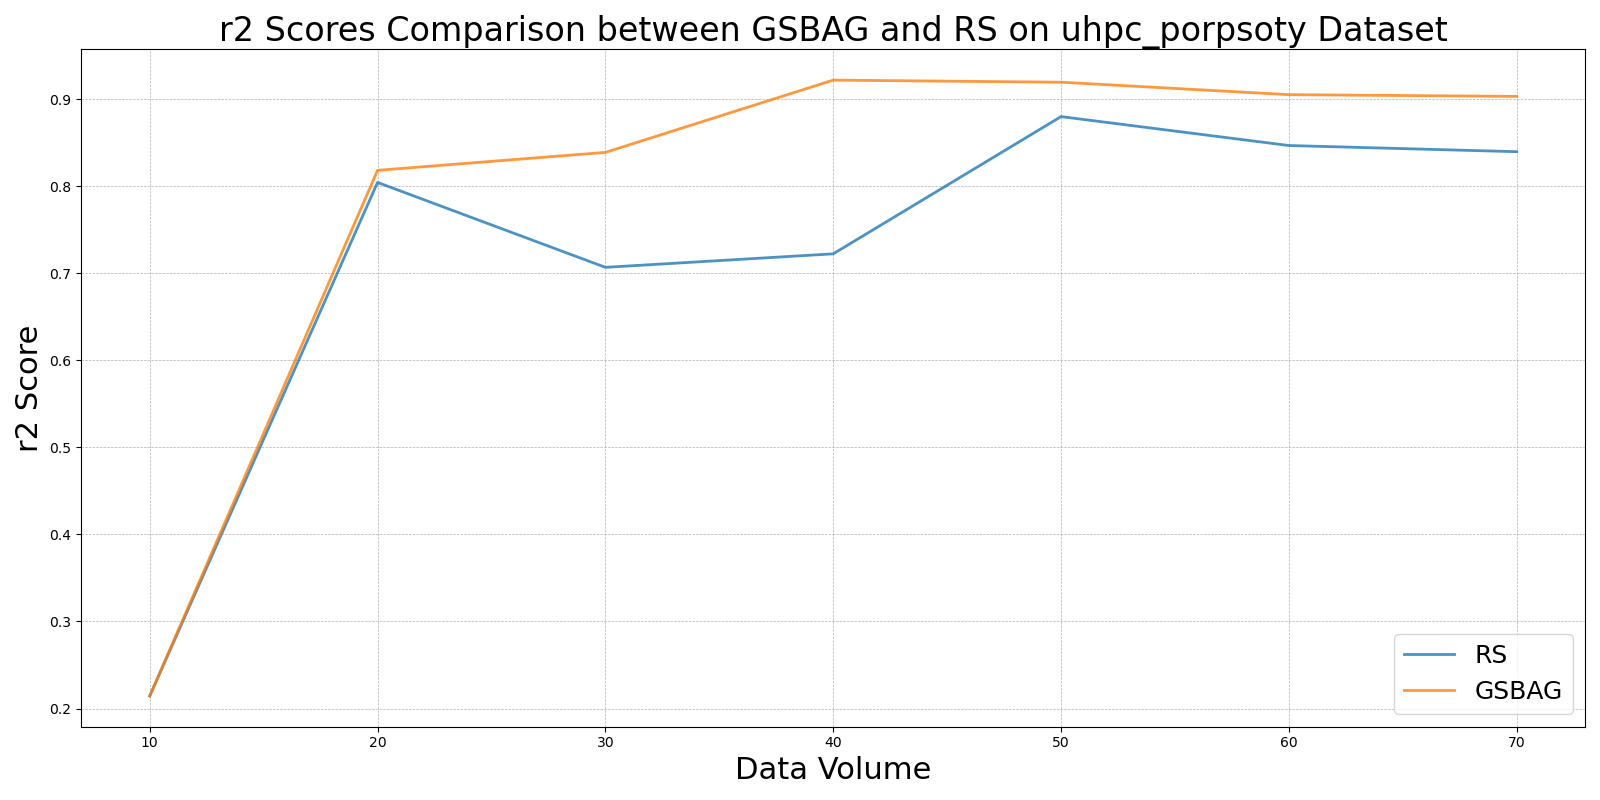 r2 Scores Comparison between GSBAG and RS on uhpc_porpsoty Dataset
r2 Score
0.9
0.8
0.7
0.6
0.5
0.4
0.3
0.2
RS
GSBAG
10 20 30 40 50 60 70
Data Volume